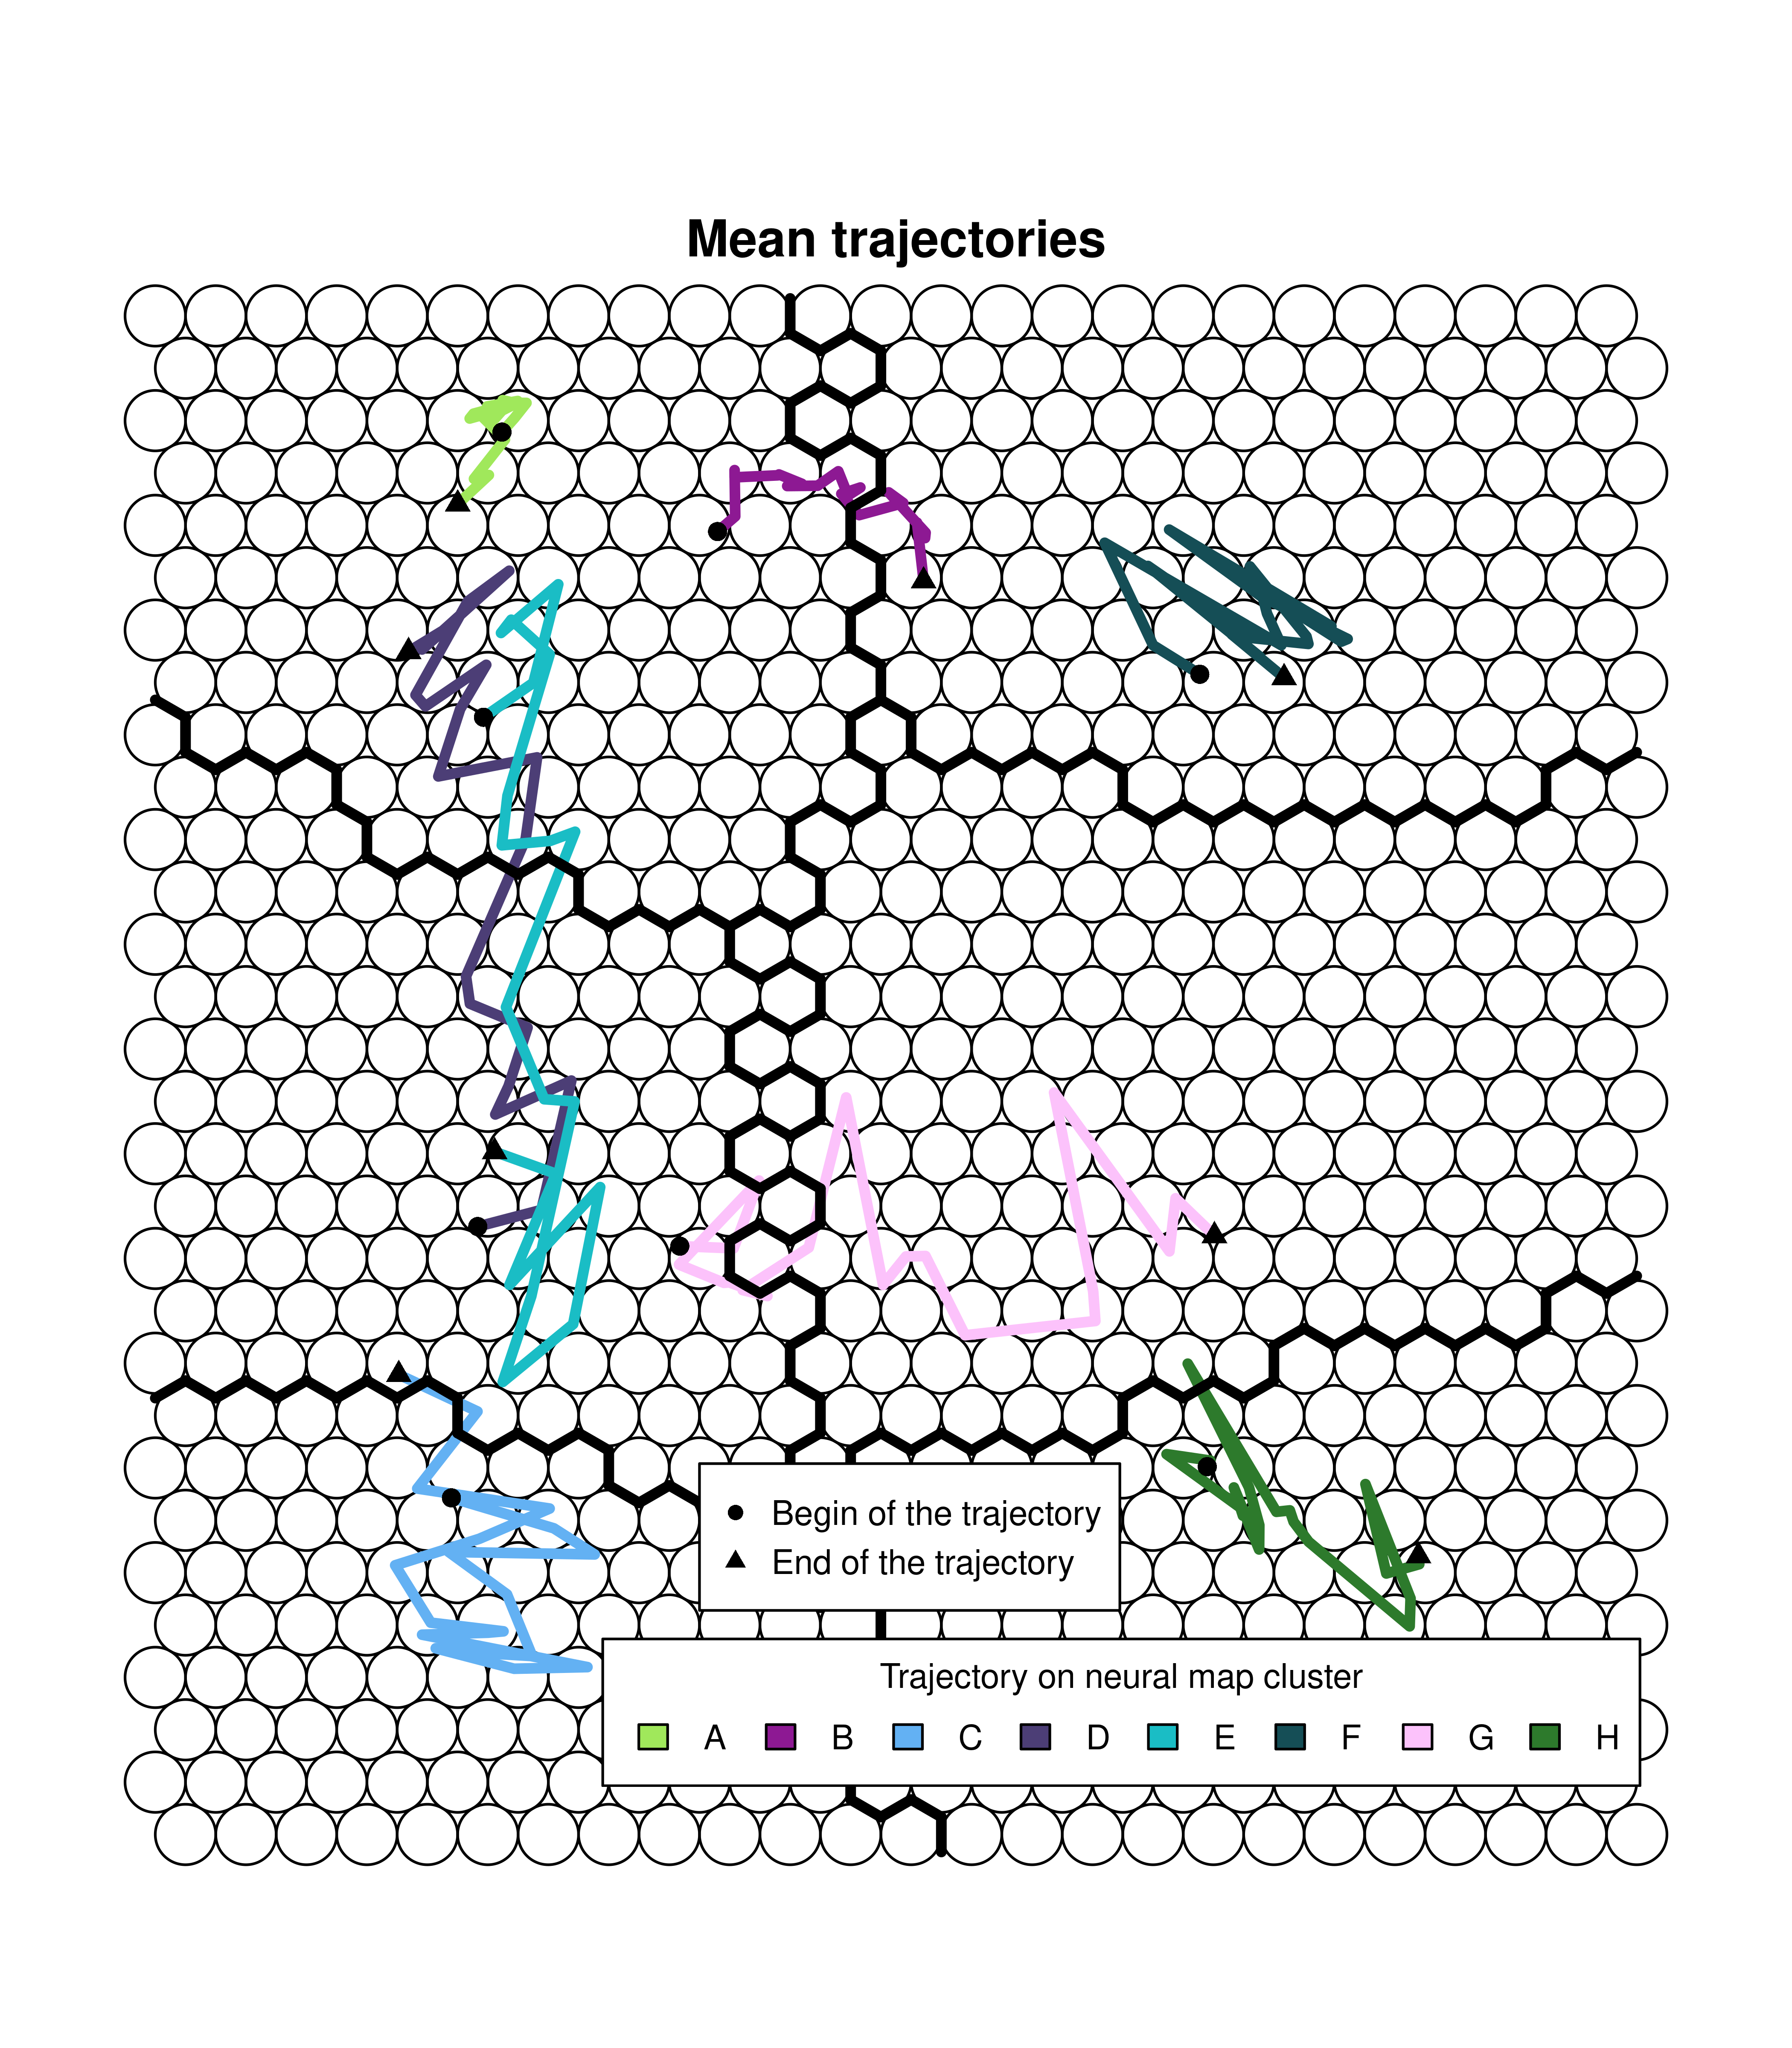 Mean trajectories
Begin of the trajectory
End of the trajectory
Trajectory on neural map cluster
A B C D E F G H